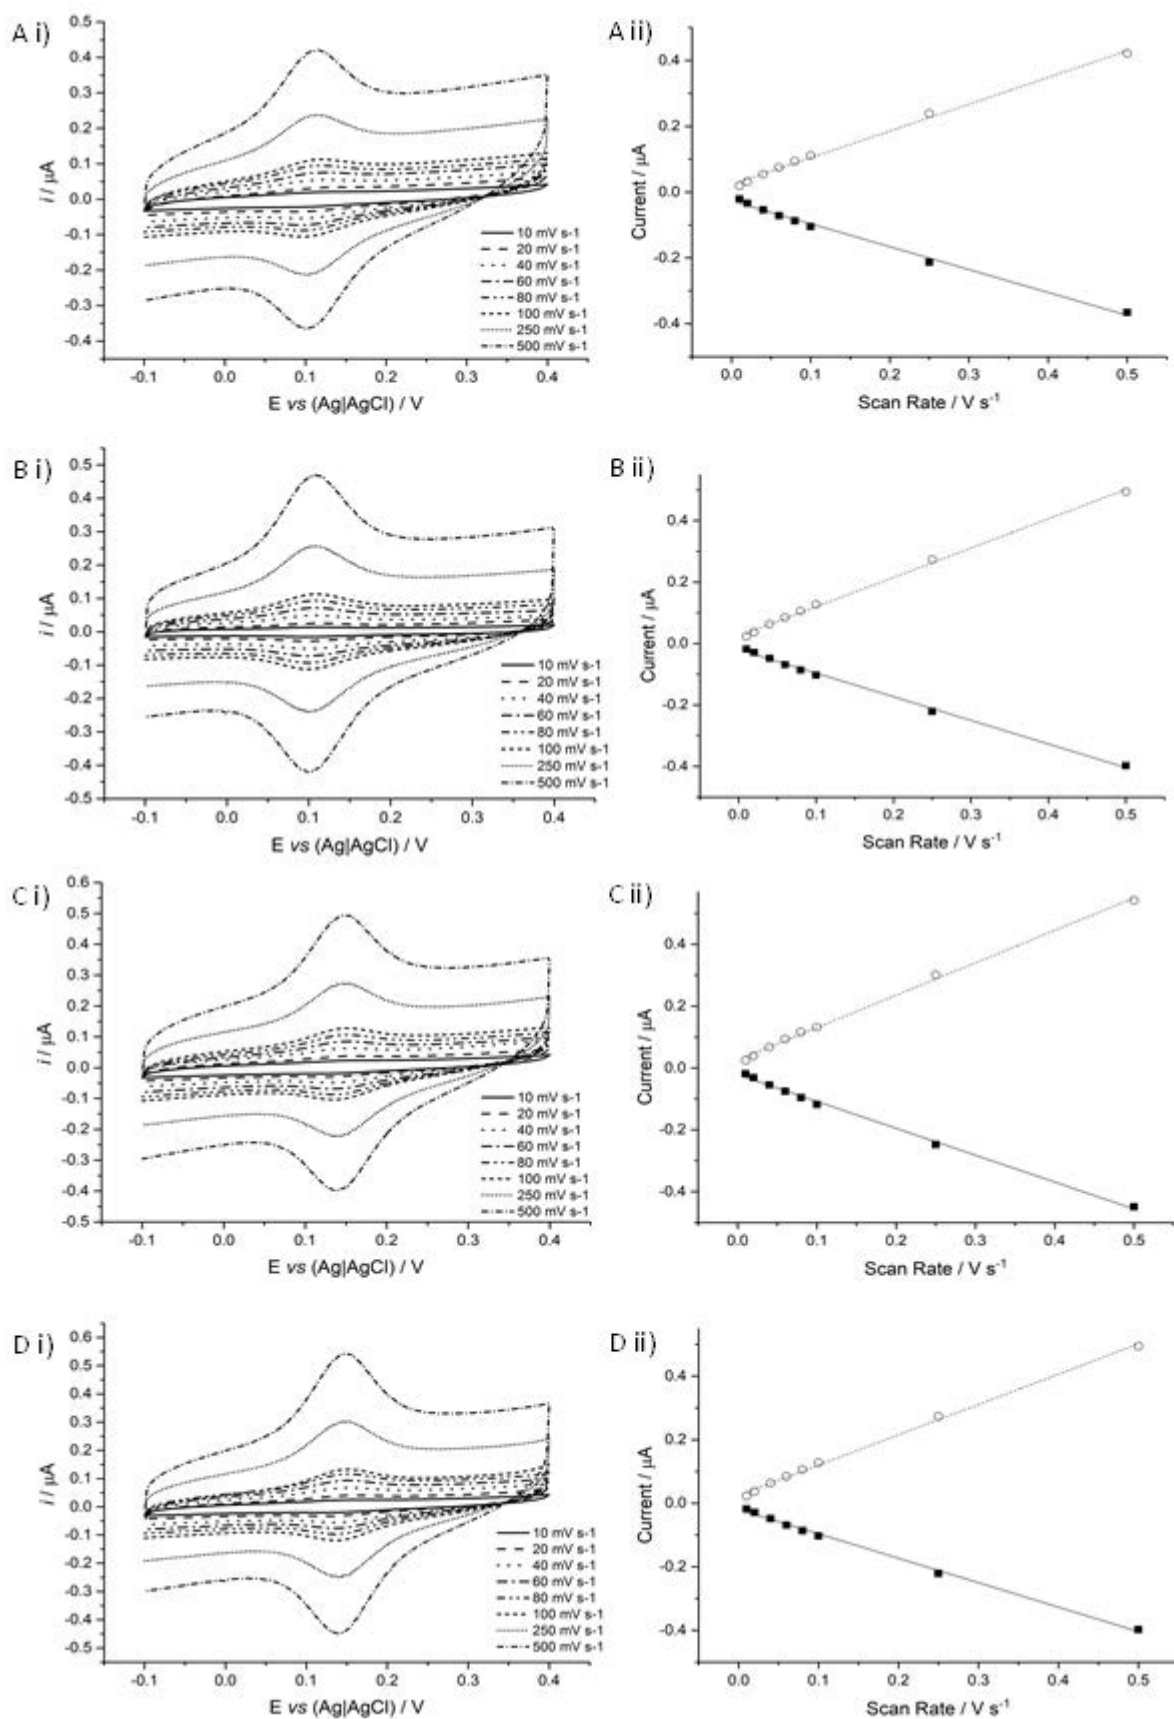 A i)
i / µA
0.5
0.4
0.3
0.2
0.1
0.0
-0.1
-0.2
-0.3
-0.4
10 mV s-1
20 mV s-1
40 mV s-1
60 mV s-1
80 mV s-1
100 mV s-1
250 mV s-1
500 mV s-1
-0.1 0.0 0.1 0.2 0.3 0.4
E vs (Ag|AgCl) / V
A ii)
Current / µA
0.4
0.2
0.0
-0.2
-0.4
0.0 0.1 0.2 0.3 0.4 0.5
Scan Rate / V s⁻¹
B i)
i / µA
0.5
0.4
0.3
0.2
0.1
0.0
-0.1
-0.2
-0.3
-0.4
-0.5
10 mV s-1
20 mV s-1
40 mV s-1
60 mV s-1
80 mV s-1
100 mV s-1
250 mV s-1
500 mV s-1
-0.1 0.0 0.1 0.2 0.3 0.4
E vs (Ag|AgCl) / V
B ii)
Current / µA
0.4
0.2
0.0
-0.2
-0.4
0.0 0.1 0.2 0.3 0.4 0.5
Scan Rate / V s⁻¹
C i)
i / µA
0.6
0.5
0.4
0.3
0.2
0.1
0.0
-0.1
-0.2
-0.3
-0.4
-0.5
10 mV s-1
20 mV s-1
40 mV s-1
60 mV s-1
80 mV s-1
100 mV s-1
250 mV s-1
500 mV s-1
-0.1 0.0 0.1 0.2 0.3 0.4
E vs (Ag|AgCl) / V
C ii)
Current / µA
0.4
0.2
0.0
-0.2
-0.4
0.0 0.1 0.2 0.3 0.4 0.5
Scan Rate / V s⁻¹
D i)
i / µA
0.6
0.5
0.4
0.3
0.2
0.1
0.0
-0.1
-0.2
-0.3
-0.4
-0.5
10 mV s-1
20 mV s-1
40 mV s-1
60 mV s-1
80 mV s-1
100 mV s-1
250 mV s-1
500 mV s-1
-0.1 0.0 0.1 0.2 0.3 0.4
E vs (Ag|AgCl) / V
D ii)
Current / µA
0.4
0.2
0.0
-0.2
-0.4
0.0 0.1 0.2 0.3 0.4 0.5
Scan Rate / V s⁻¹